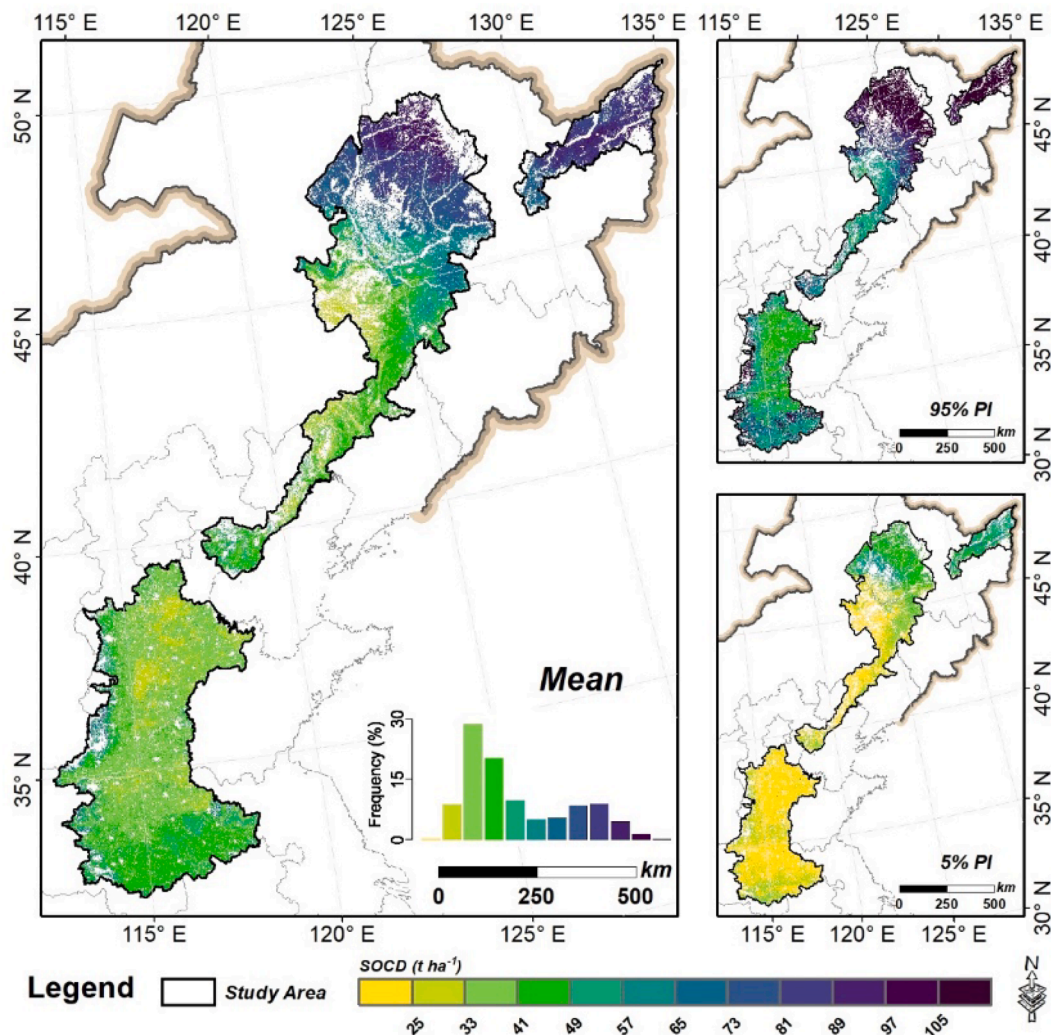 115° E 120° E 125° E 130° E 135° E
50° N
45° N
40° N
35° N
Mean
Frequency (%)
30
15
0
km
0 250 500
115° E 120° E 125° E
115° E 120° E 125° E 135° E
45° N
40° N
35° N
30° N
95% PI
km
0 250 500
45° N
40° N
35° N
30° N
5% PI
km
0 250 500
115° E 120° E 125° E
Legend
Study Area
SOCD (t ha⁻¹)
25 33 41 49 57 65 73 81 89 97 105
N